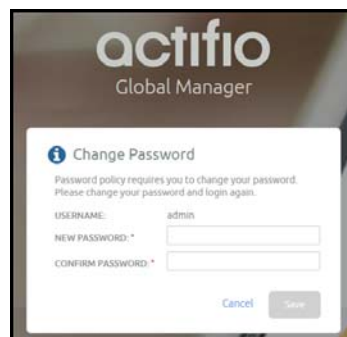 actifio
Global Manager
Change Password
Password policy requires you to change your password.
Please change your password and login again.
USERNAME: admin
NEW PASSWORD: *
CONFIRM PASSWORD: *
Cancel Save